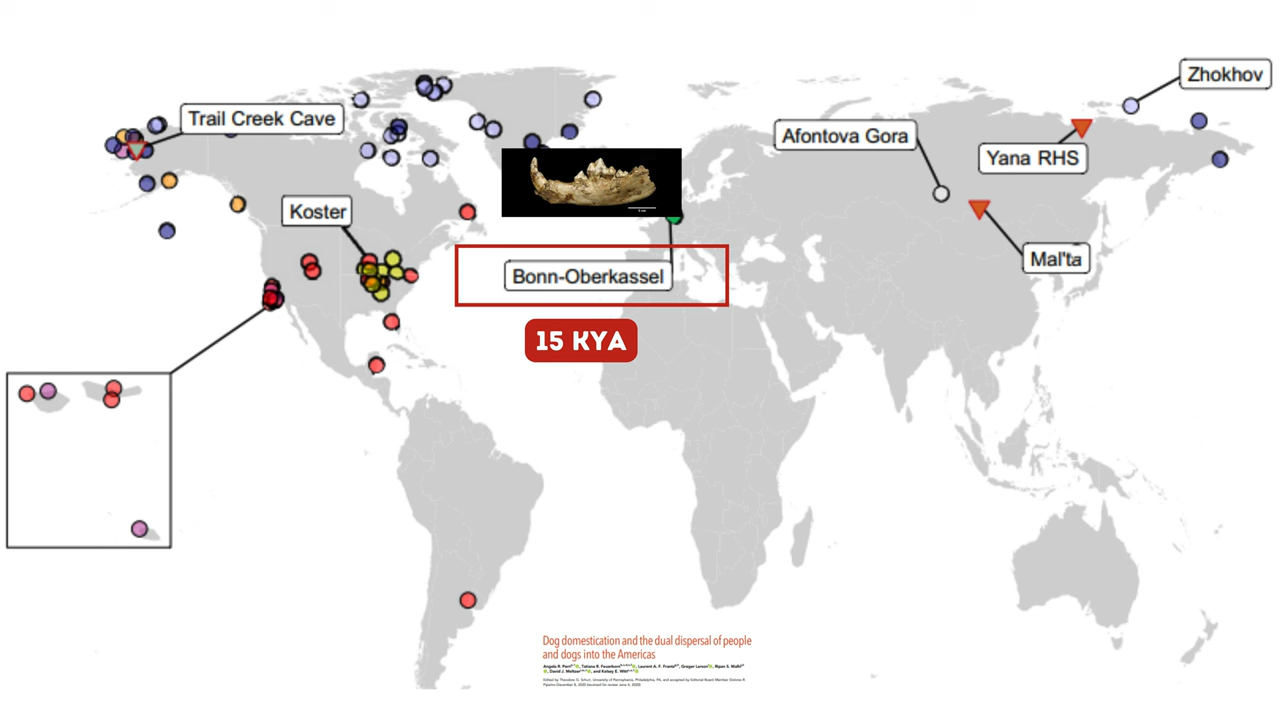 Zhokhov
Trail Creek Cave
Afontova Gora
Yana RHS
Koster
Mal'ta
Bonn-Oberkassel
15 KYA
Dog domestication and the dual dispersal of people
and dogs into the Americas